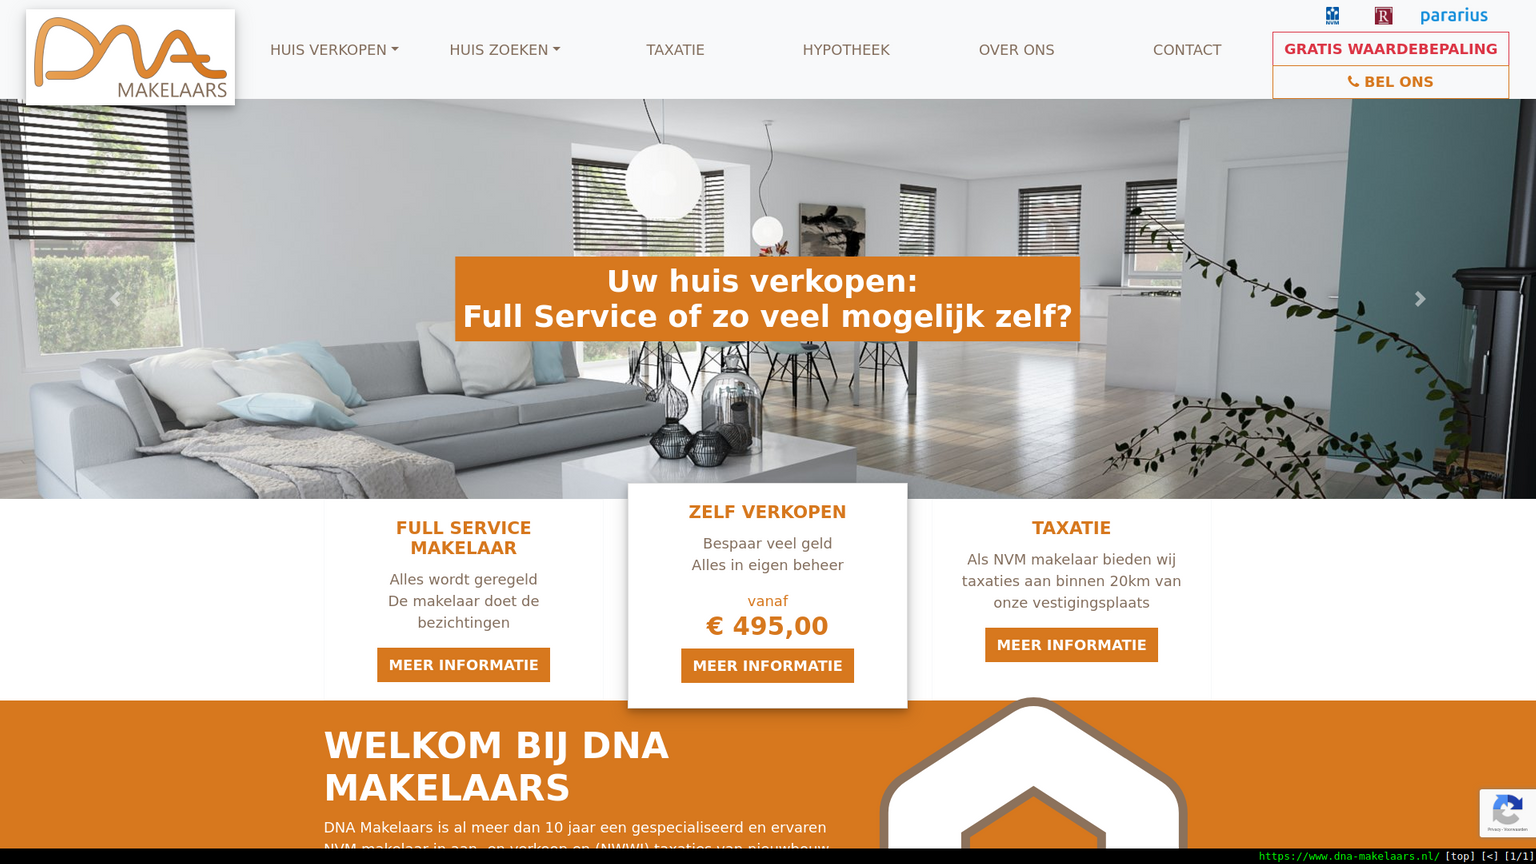 DNA
MAKELAARS
HUIS VERKOPEN
HUIS ZOEKEN
TAXATIE
HYPOTHEEK
OVER ONS
CONTACT
NVM
R
pararius
GRATIS WAARDEBEPALING
BEL ONS
Uw huis verkopen:
Full Service of zo veel mogelijk zelf?
FULL SERVICE
MAKELAAR
Alles wordt geregeld
De makelaar doet de
bezichtingen
MEER INFORMATIE
ZELF VERKOPEN
Bespaar veel geld
Alles in eigen beheer
vanaf
€ 495,00
MEER INFORMATIE
TAXATIE
Als NVM makelaar bieden wij
taxaties aan binnen 20km van
onze vestigingsplaats
MEER INFORMATIE
WELKOM BIJ DNA
MAKELAARS
DNA Makelaars is al meer dan 10 jaar een gespecialiseerd en ervaren
NVM makelaar in aan- en verkoop en (NWWI) taxaties van nieuwbouw
Privacy - Voorwaarden
https://www.dna-makelaars.nl/ [top] [<] [1/1]